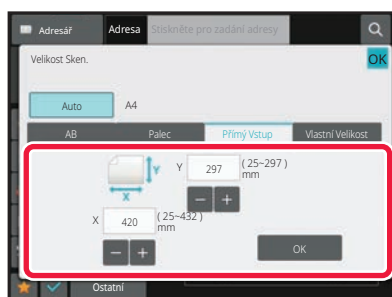 Adresář Adresa Stiskněte pro zadání adresy
Velikost Sken. OK
Auto A4
AB Palec Přímý Vstup Vlastní Velikost
Y Y 297 ( 25~297 ) mm
X
− +
X 420 ( 25~432 ) mm
− + OK
Ostatní